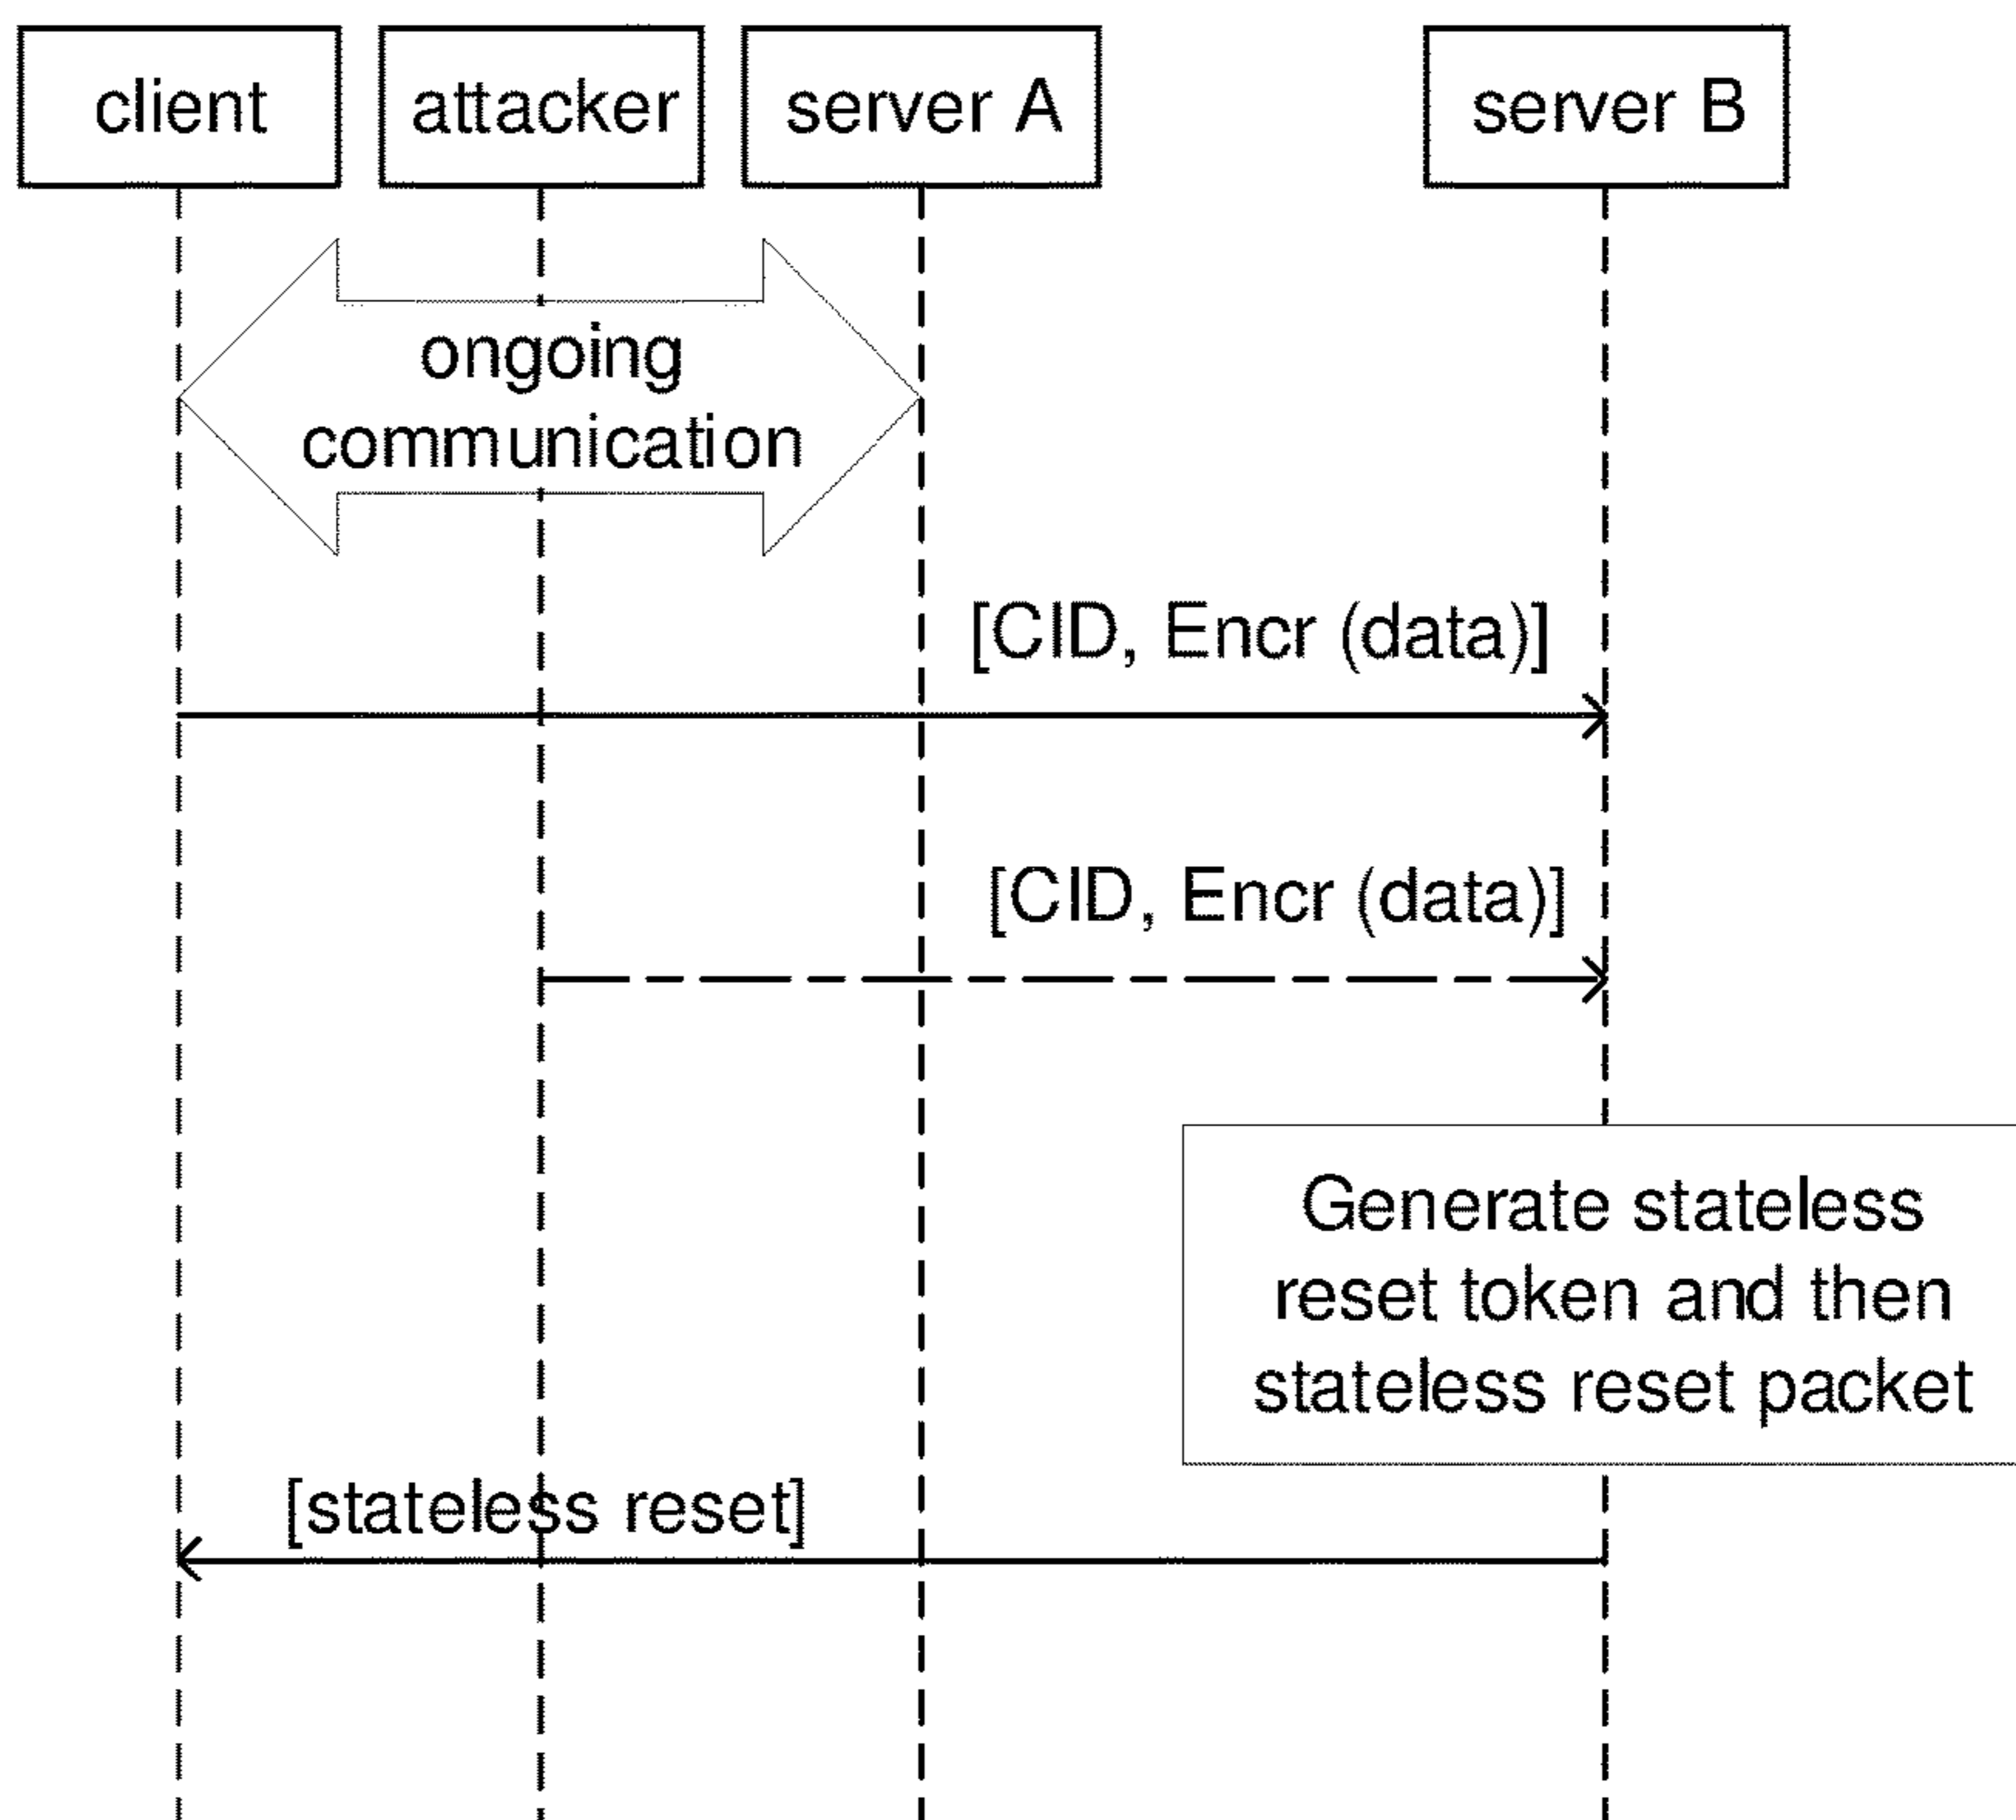 client
attacker
server A
server B
ongoing
communication
[CID, Encr (data)]
[CID, Encr (data)]
Generate stateless
reset token and then
stateless reset packet
[stateless reset]